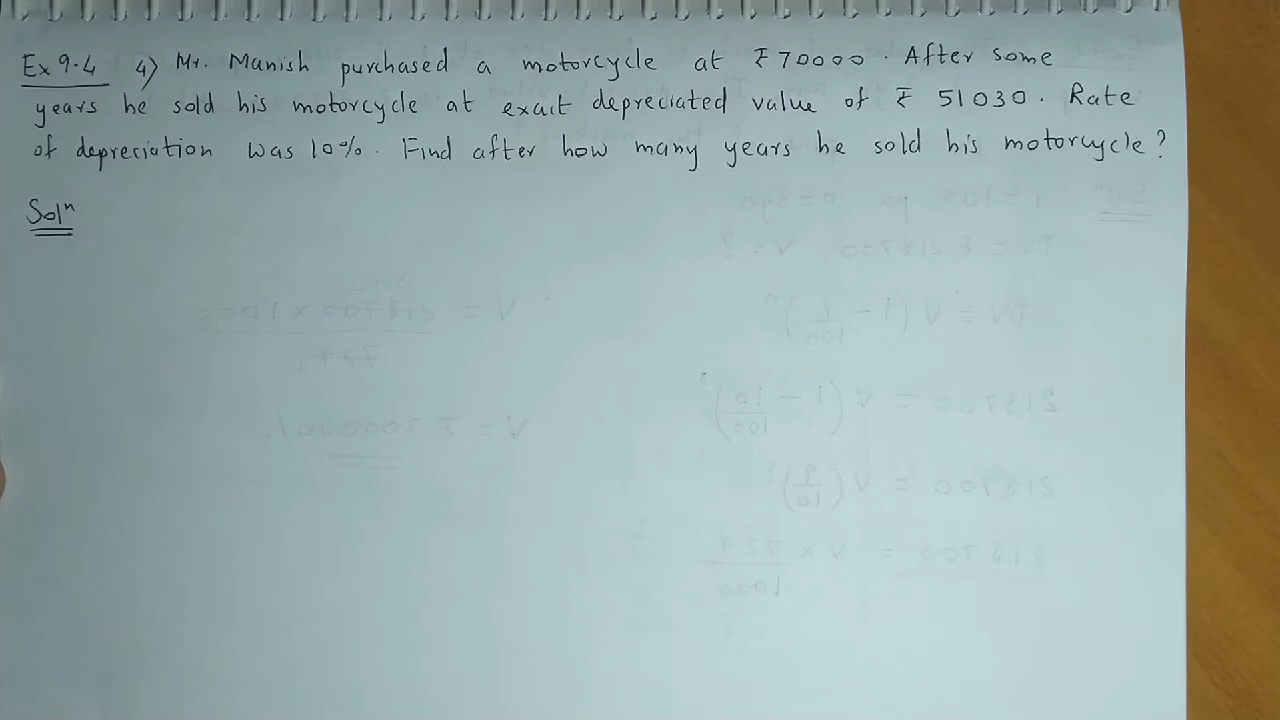 Ex 9.4 4) Mr. Manish purchased a motorcycle at ₹70000. After some
years he sold his motorcycle at exact depreciated value of ₹ 51030. Rate
of depreciation was 10%. Find after how many years he sold his motorcycle?
Solⁿ